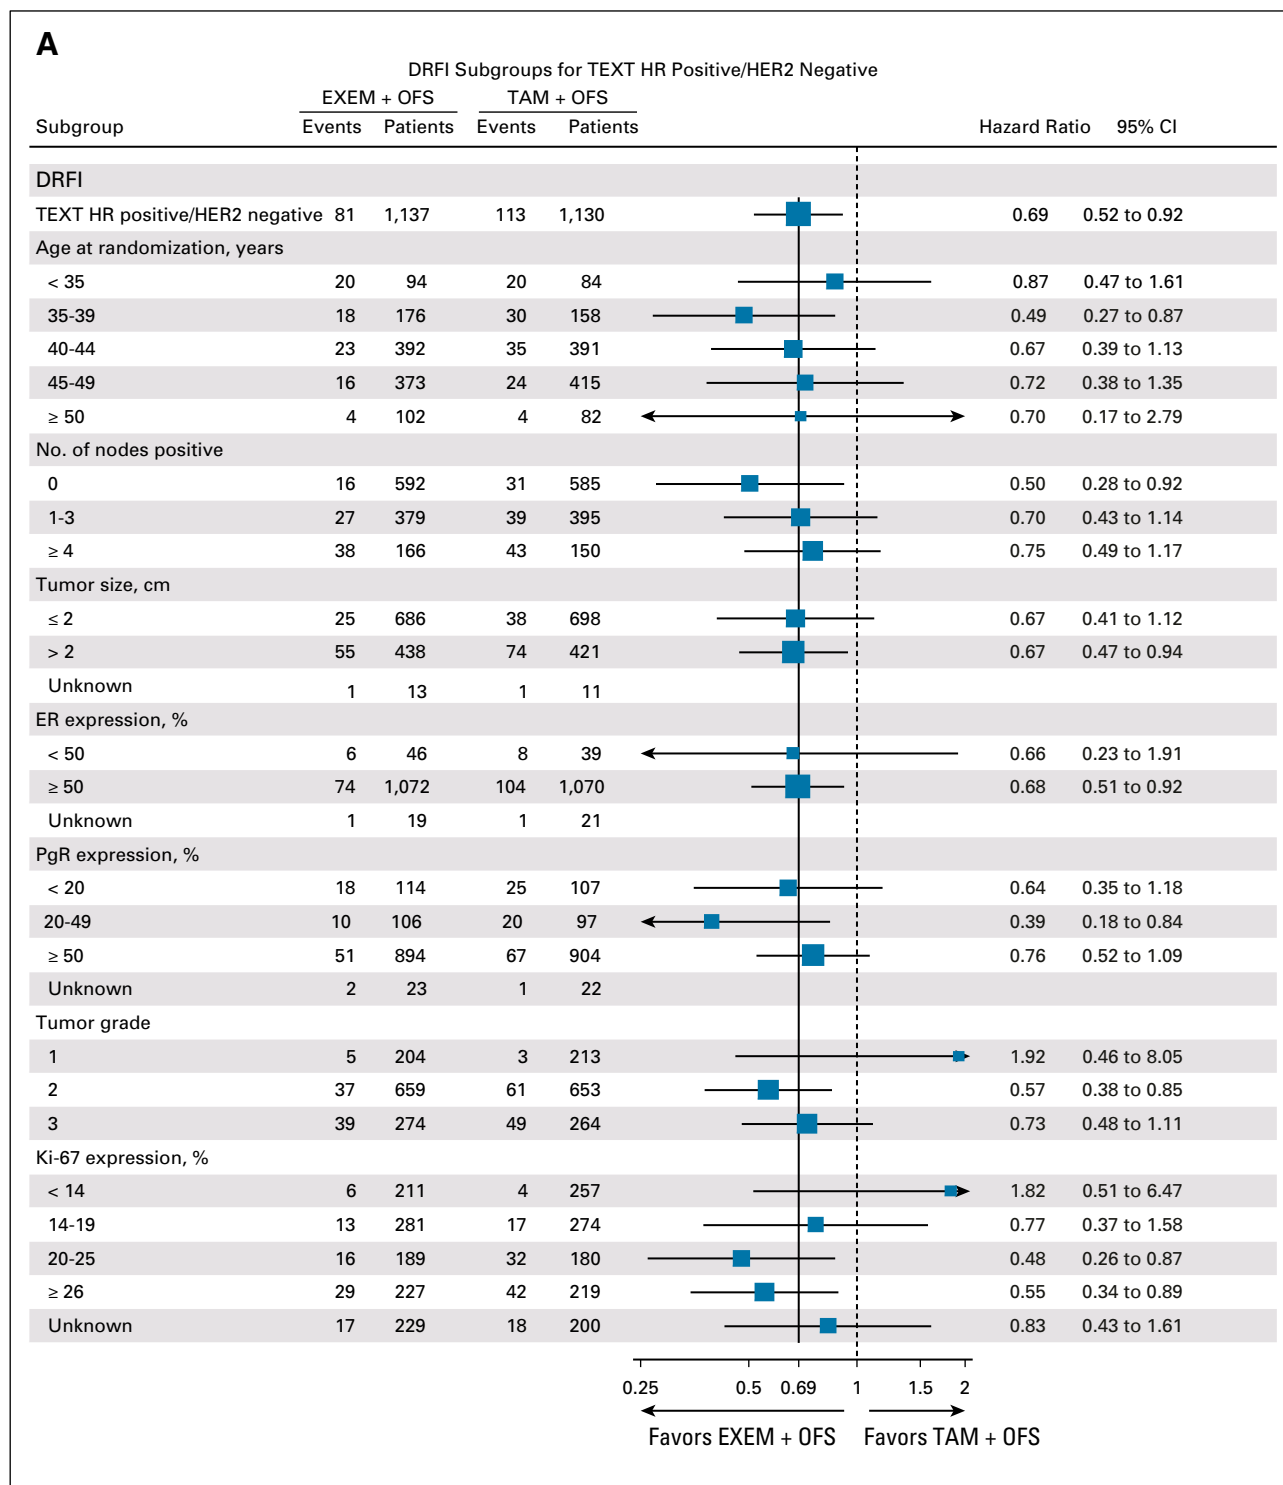 A
DRFI Subgroups for TEXT HR Positive/HER2 Negative
EXEM + OFS TAM + OFS
Subgroup Events Patients Events Patients Hazard Ratio 95% CI
DRFI
TEXT HR positive/HER2 negative 81 1,137 113 1,130 0.69 0.52 to 0.92
Age at randomization, years
< 35 20 94 20 84 0.87 0.47 to 1.61
35-39 18 176 30 158 0.49 0.27 to 0.87
40-44 23 392 35 391 0.67 0.39 to 1.13
45-49 16 373 24 415 0.72 0.38 to 1.35
≥ 50 4 102 4 82 0.70 0.17 to 2.79
No. of nodes positive
0 16 592 31 585 0.50 0.28 to 0.92
1-3 27 379 39 395 0.70 0.43 to 1.14
≥ 4 38 166 43 150 0.75 0.49 to 1.17
Tumor size, cm
≤ 2 25 686 38 698 0.67 0.41 to 1.12
> 2 55 438 74 421 0.67 0.47 to 0.94
Unknown 1 13 1 11
ER expression, %
< 50 6 46 8 39 0.66 0.23 to 1.91
≥ 50 74 1,072 104 1,070 0.68 0.51 to 0.92
Unknown 1 19 1 21
PgR expression, %
< 20 18 114 25 107 0.64 0.35 to 1.18
20-49 10 106 20 97 0.39 0.18 to 0.84
≥ 50 51 894 67 904 0.76 0.52 to 1.09
Unknown 2 23 1 22
Tumor grade
1 5 204 3 213 1.92 0.46 to 8.05
2 37 659 61 653 0.57 0.38 to 0.85
3 39 274 49 264 0.73 0.48 to 1.11
Ki-67 expression, %
< 14 6 211 4 257 1.82 0.51 to 6.47
14-19 13 281 17 274 0.77 0.37 to 1.58
20-25 16 189 32 180 0.48 0.26 to 0.87
≥ 26 29 227 42 219 0.55 0.34 to 0.89
Unknown 17 229 18 200 0.83 0.43 to 1.61
0.25 0.5 0.69 1 1.5 2
Favors EXEM + OFS Favors TAM + OFS